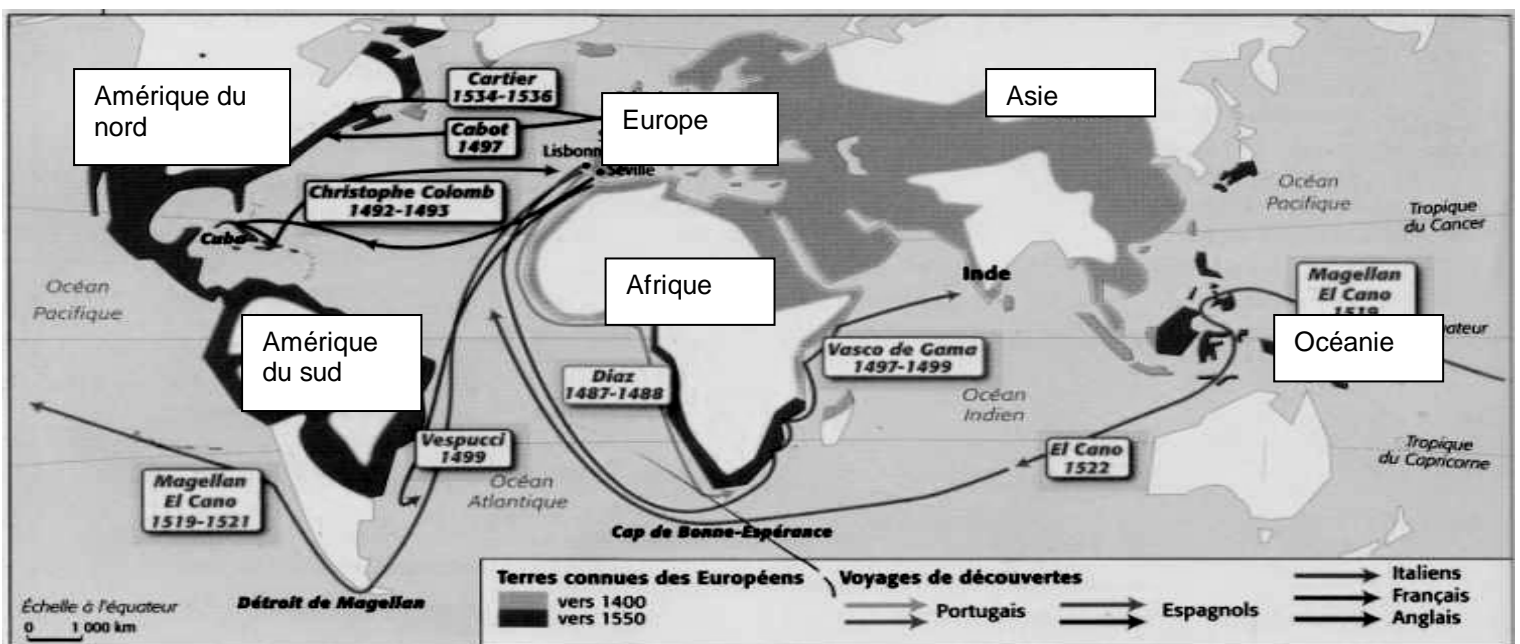 Amérique du
nord
Cartier
1534-1536
Cabot
1497
Europe
Asie
Lisbonn
Séville
Christophe Colomb
1492-1493
Cuba
Océan
Pacifique
Océan
Pacifique
Tropique
du Cancer
Afrique
Inde
Magellan
El Cano
1519
Océanie
ateur
Amérique
du sud
Diaz
1487-1488
Vasco de Gama
1497-1499
Océan
Indien
Vespucci
1499
El Cano
1522
Tropique
du Capricorne
Magellan
El Cano
1519-1521
Océan
Atlantique
Cap de Bonne-Espérance
Détroit de Magellan
Échelle à l'équateur
0 1 000 km
Terres connues des Européens
vers 1400
vers 1550
Voyages de découvertes
Portugais
Espagnols
Italiens
Français
Anglais